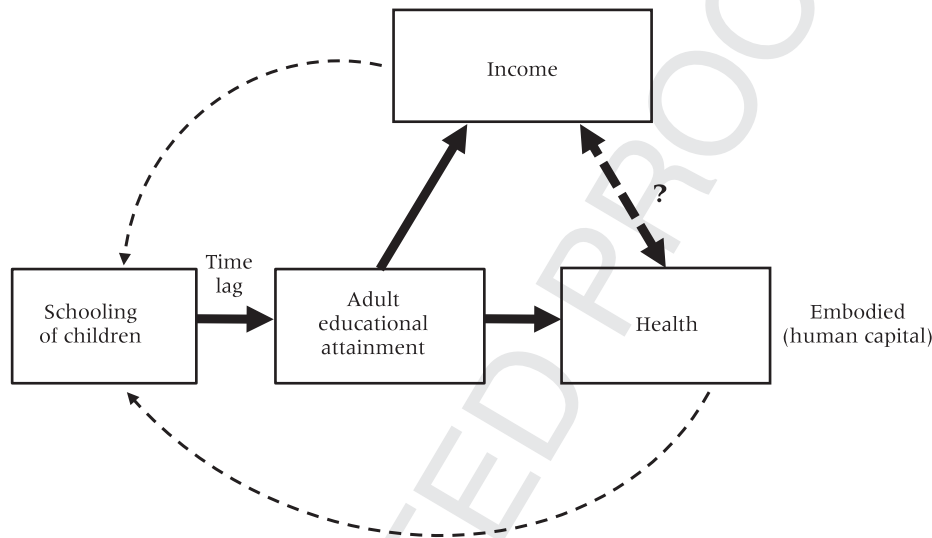 Income
?
Time
lag
Schooling
of children
Adult
educational
attainment
Health
Embodied
(human capital)